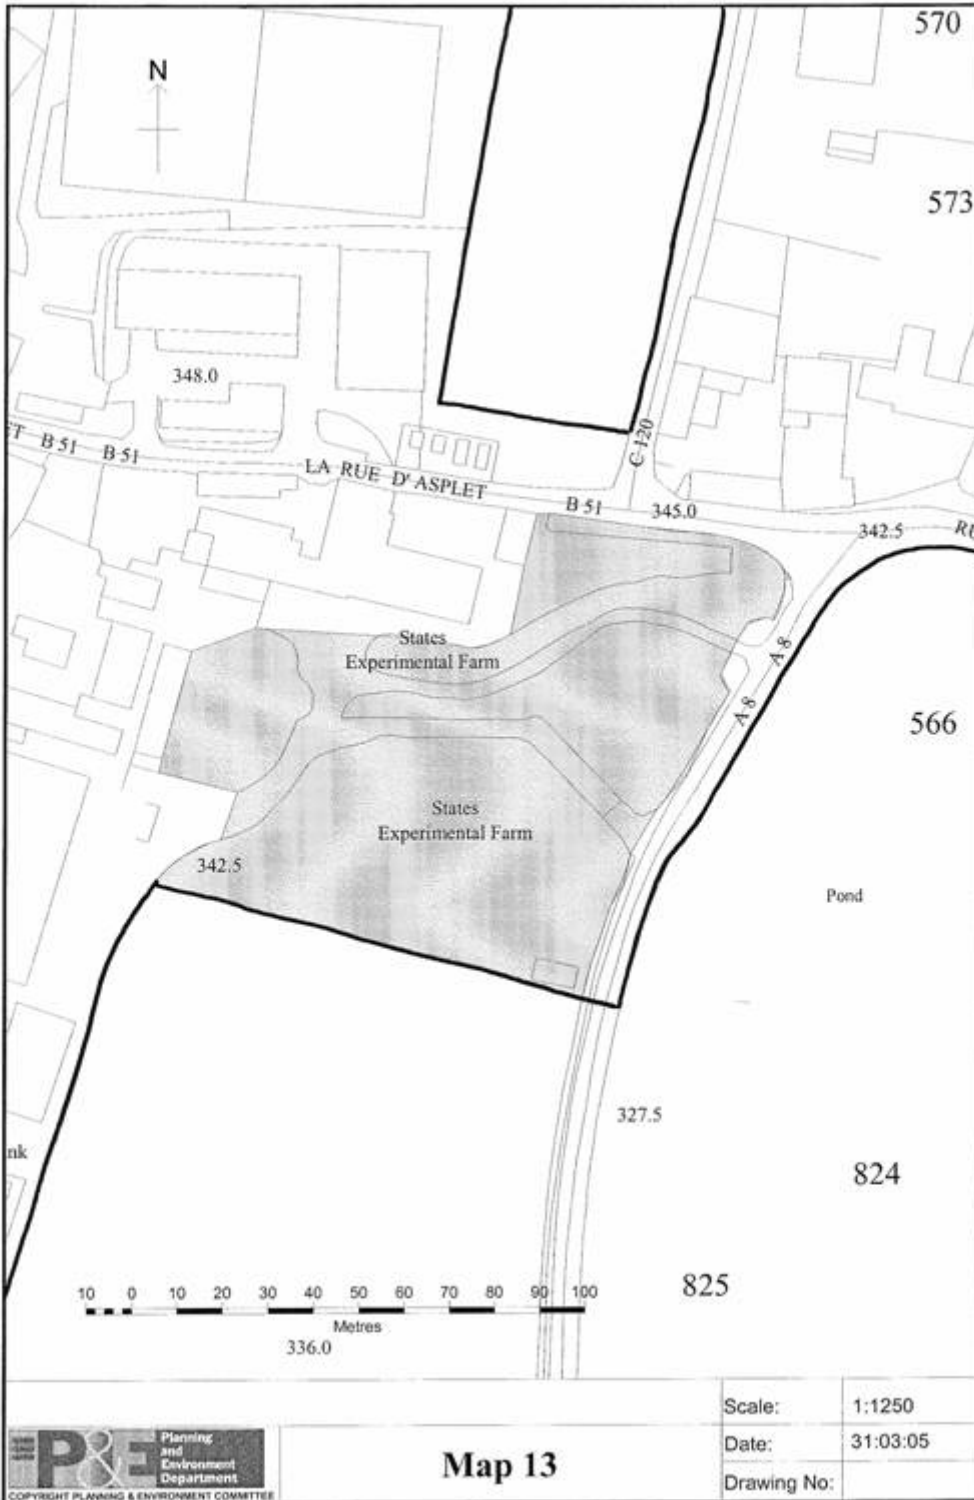 570
N
573
348.0
ET B 51 B 51
LA RUE D' ASPLET
B 51
C 120
345.0
342.5
RU
States
Experimental Farm
A 8
A 8
566
States
Experimental Farm
342.5
Pond
327.5
nk
824
825
10 0 10 20 30 40 50 60 70 80 90 100
Metres
336.0
P&E
Planning
and
Environment
Department
COPYRIGHT PLANNING & ENVIRONMENT COMMITTEE
Map 13
Scale: 1:1250
Date: 31:03:05
Drawing No: